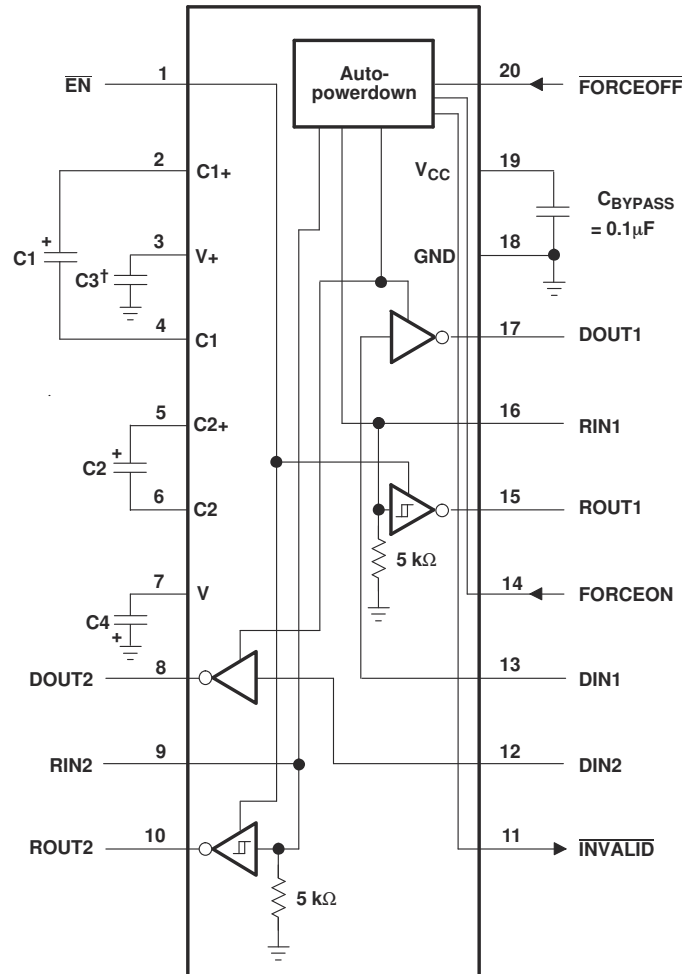 Auto-
powerdown
EN 1
20 FORCEOFF
2 C1+
VCC 19
CBYPASS
= 0.1µF
+
C1
3 V+
C3†
GND 18
4 C1
17 DOUT1
5 C2+
16 RIN1
+
C2
6 C2
15 ROUT1
5 kΩ
7 V
14 FORCEON
C4
+
DOUT2 8
13 DIN1
RIN2 9
12 DIN2
ROUT2 10
11 INVALID
5 kΩ